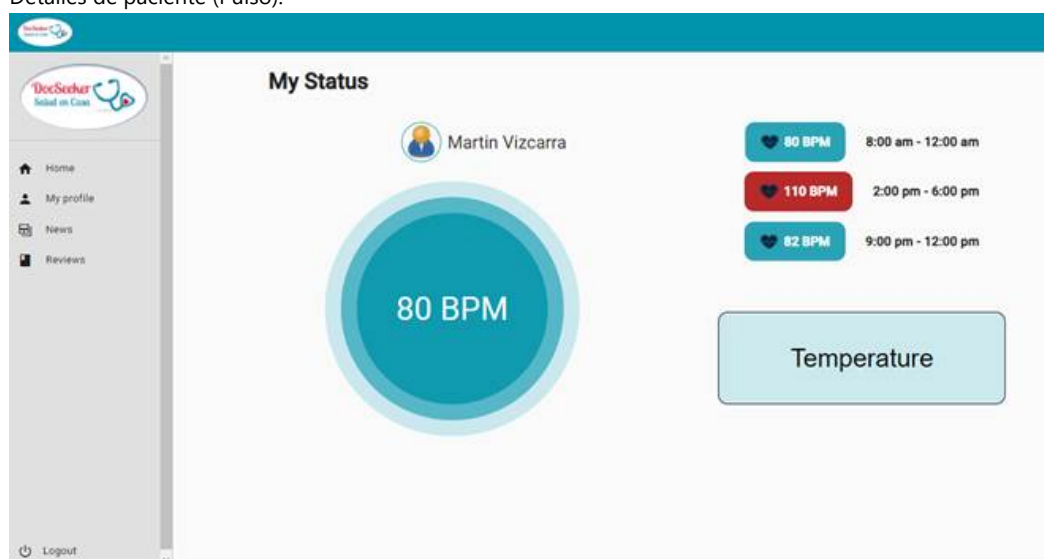 Detalles de paciente (Pulso):
DocSeeker
Salud en Casa
My Status
Martin Vizcarra
80 BPM 8:00 am - 12:00 am
110 BPM 2:00 pm - 6:00 pm
82 BPM 9:00 pm - 12:00 pm
Home
My profile
News
Reviews
80 BPM
Temperature
Logout